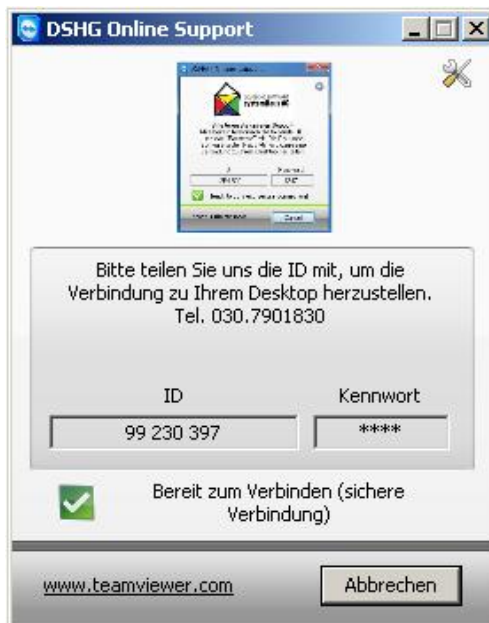 DSHG Online Support
Bitte teilen Sie uns die ID mit, um die
Verbindung zu Ihrem Desktop herzustellen.
Tel. 030.7901830
ID
Kennwort
99 230 397
****
Bereit zum Verbinden (sichere
Verbindung)
www.teamviewer.com
Abbrechen